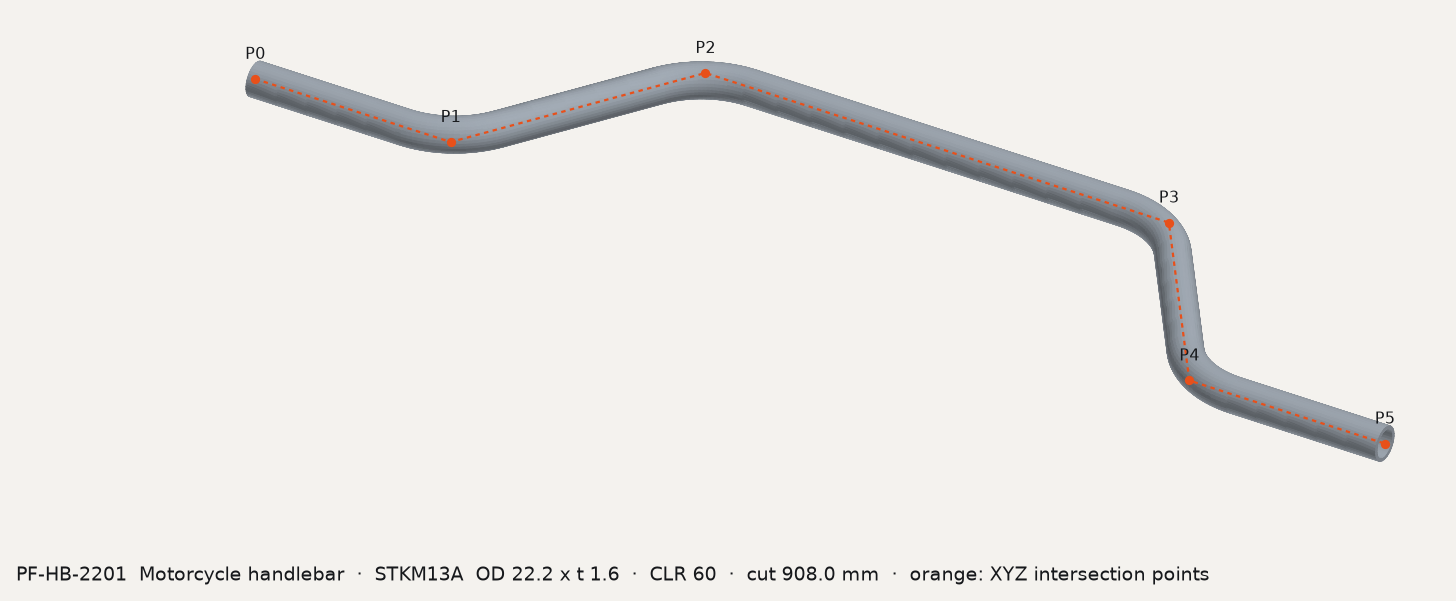 P0
P2
P1
P3
P4
P5
PF-HB-2201  Motorcycle handlebar  ·  STKM13A  OD 22.2 x t 1.6  ·  CLR 60  ·  cut 908.0 mm  ·  orange: XYZ intersection points